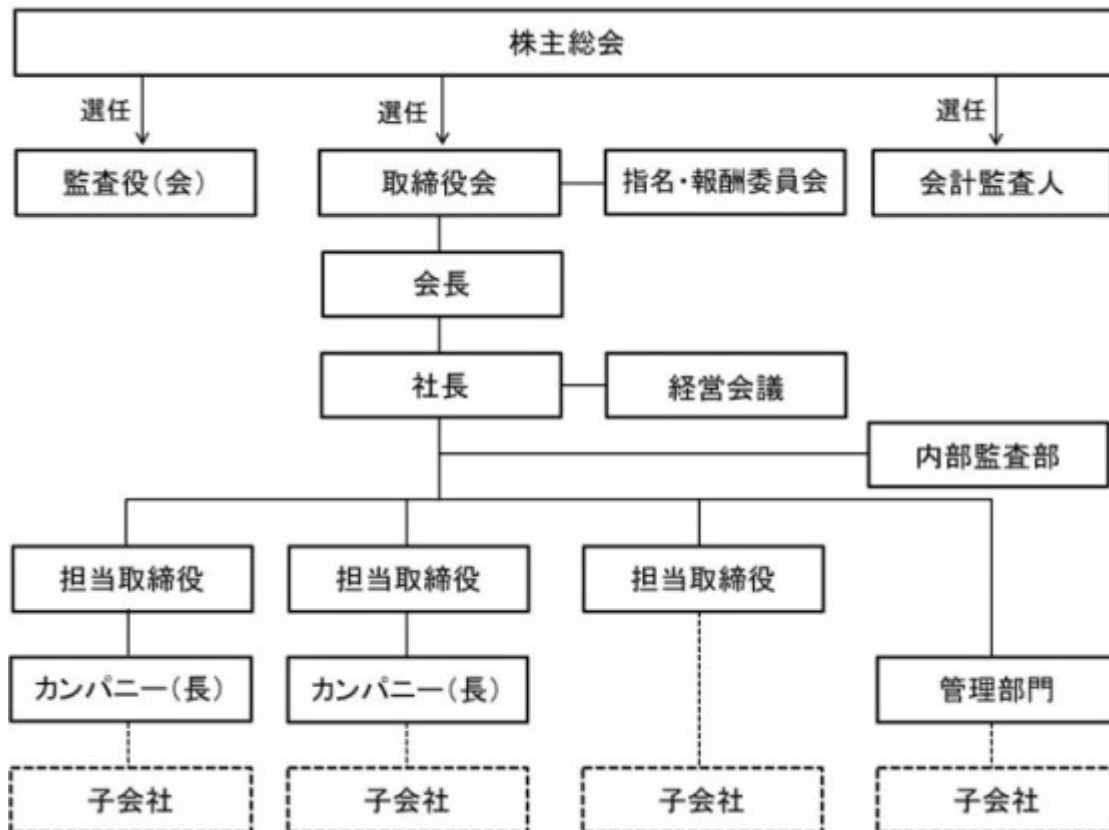 株主総会
選任
選任
選任
監査役(会)
取締役会
指名・報酬委員会
会計監査人
会長
社長
経営会議
内部監査部
担当取締役
担当取締役
担当取締役
カンパニー(長)
カンパニー(長)
管理部門
子会社
子会社
子会社
子会社